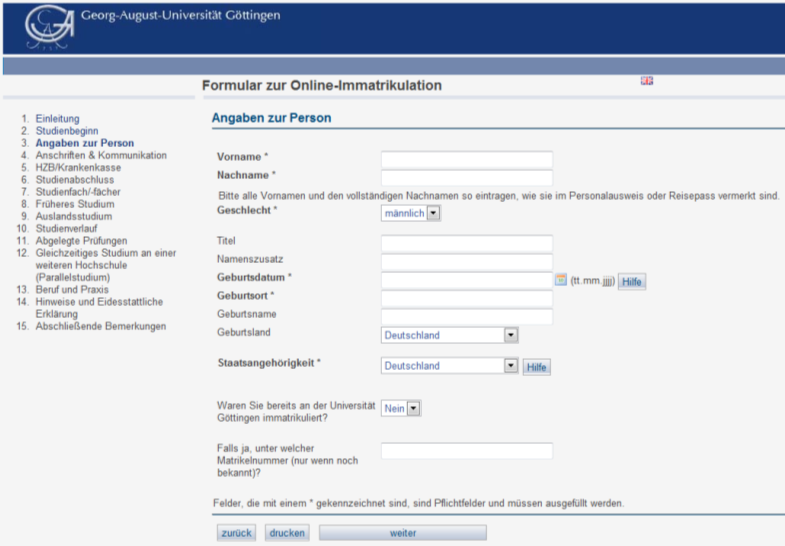 Georg-August-Universität Göttingen
Formular zur Online-Immatrikulation
1. Einleitung
2. Studienbeginn
3. Angaben zur Person
4. Anschriften & Kommunikation
5. HZB/Krankenkasse
6. Studienabschluss
7. Studienfach/-fächer
8. Früheres Studium
9. Auslandsstudium
10. Studienverlauf
11. Abgelegte Prüfungen
12. Gleichzeitiges Studium an einer
weiteren Hochschule
(Parallelstudium)
13. Beruf und Praxis
14. Hinweise und Eidesstattliche
Erklärung
15. Abschließende Bemerkungen
Angaben zur Person
Vorname *
Nachname *
Bitte alle Vornamen und den vollständigen Nachnamen so eintragen, wie sie im Personalausweis oder Reisepass vermerkt sind.
Geschlecht * männlich
Titel
Namenszusatz
Geburtsdatum * (tt.mm.jjjj) Hilfe
Geburtsort *
Geburtsname
Geburtsland Deutschland
Staatsangehörigkeit * Deutschland Hilfe
Waren Sie bereits an der Universität Nein
Göttingen immatrikuliert?
Falls ja, unter welcher
Matrikelnummer (nur wenn noch
bekannt)?
Felder, die mit einem * gekennzeichnet sind, sind Pflichtfelder und müssen ausgefüllt werden.
zurück drucken weiter